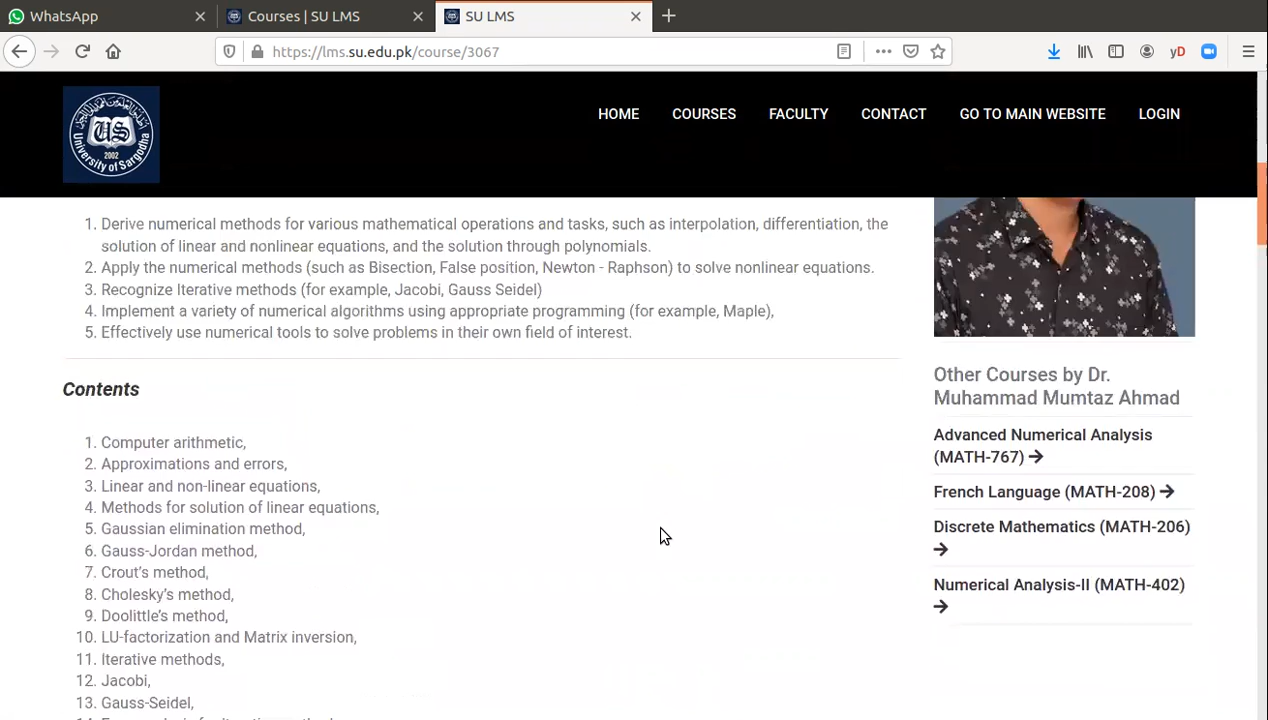 WhatsApp
Courses | SU LMS
SU LMS
https://lms.su.edu.pk/course/3067
yD
US
2002
University of Sargodha
HOME
COURSES
FACULTY
CONTACT
GO TO MAIN WEBSITE
LOGIN
1. Derive numerical methods for various mathematical operations and tasks, such as interpolation, differentiation, the
solution of linear and nonlinear equations, and the solution through polynomials.
2. Apply the numerical methods (such as Bisection, False position, Newton - Raphson) to solve nonlinear equations.
3. Recognize Iterative methods (for example, Jacobi, Gauss Seidel)
4. Implement a variety of numerical algorithms using appropriate programming (for example, Maple),
5. Effectively use numerical tools to solve problems in their own field of interest.
Contents
1. Computer arithmetic,
2. Approximations and errors,
3. Linear and non-linear equations,
4. Methods for solution of linear equations,
5. Gaussian elimination method,
6. Gauss-Jordan method,
7. Crout's method,
8. Cholesky's method,
9. Doolittle's method,
10. LU-factorization and Matrix inversion,
11. Iterative methods,
12. Jacobi,
13. Gauss-Seidel,
Other Courses by Dr.
Muhammad Mumtaz Ahmad
Advanced Numerical Analysis
(MATH-767) →
French Language (MATH-208) →
Discrete Mathematics (MATH-206)
→
Numerical Analysis-II (MATH-402)
→